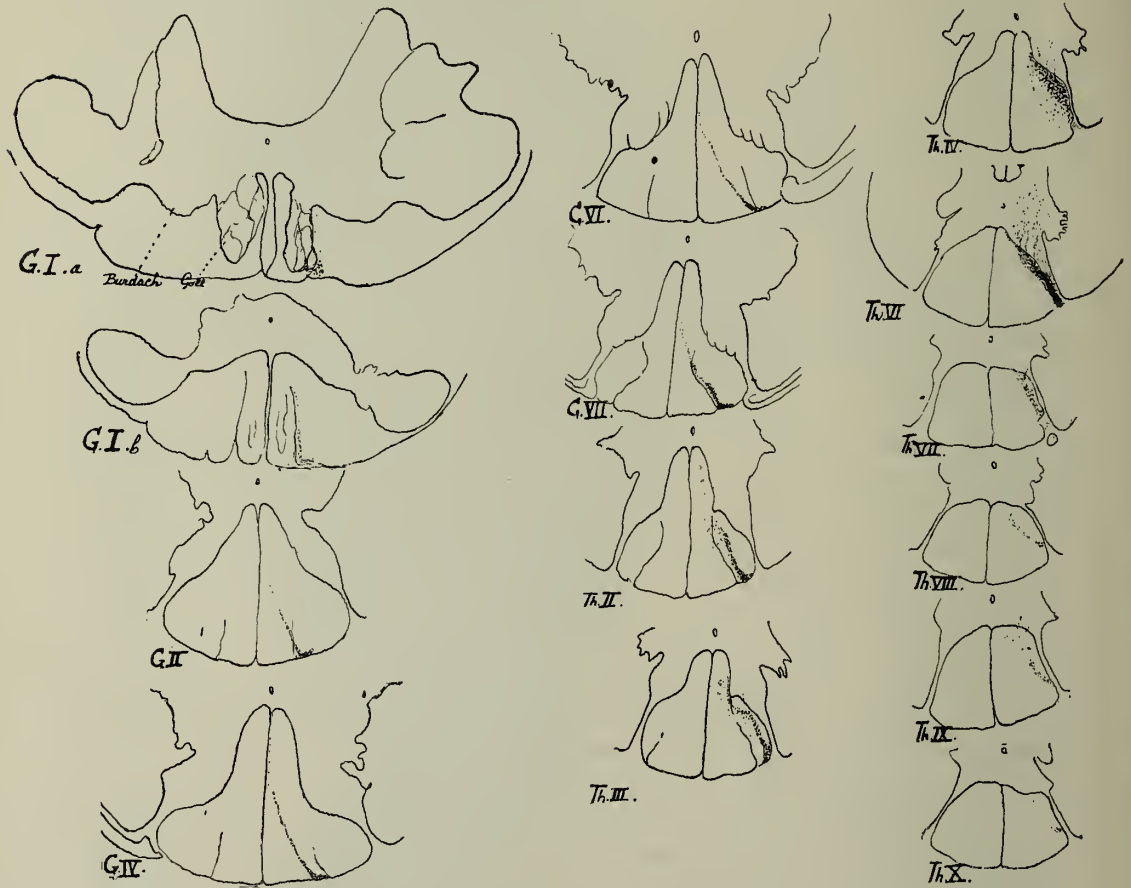 C.I.a
Burdach Goll
C.I.b
C.II
C.IV.
C.VI.
C.VII.
Th.II.
Th.III.
Th.IV.
Th.VI
Th.VII.
Th.VIII.
Th.IX.
Th.X.